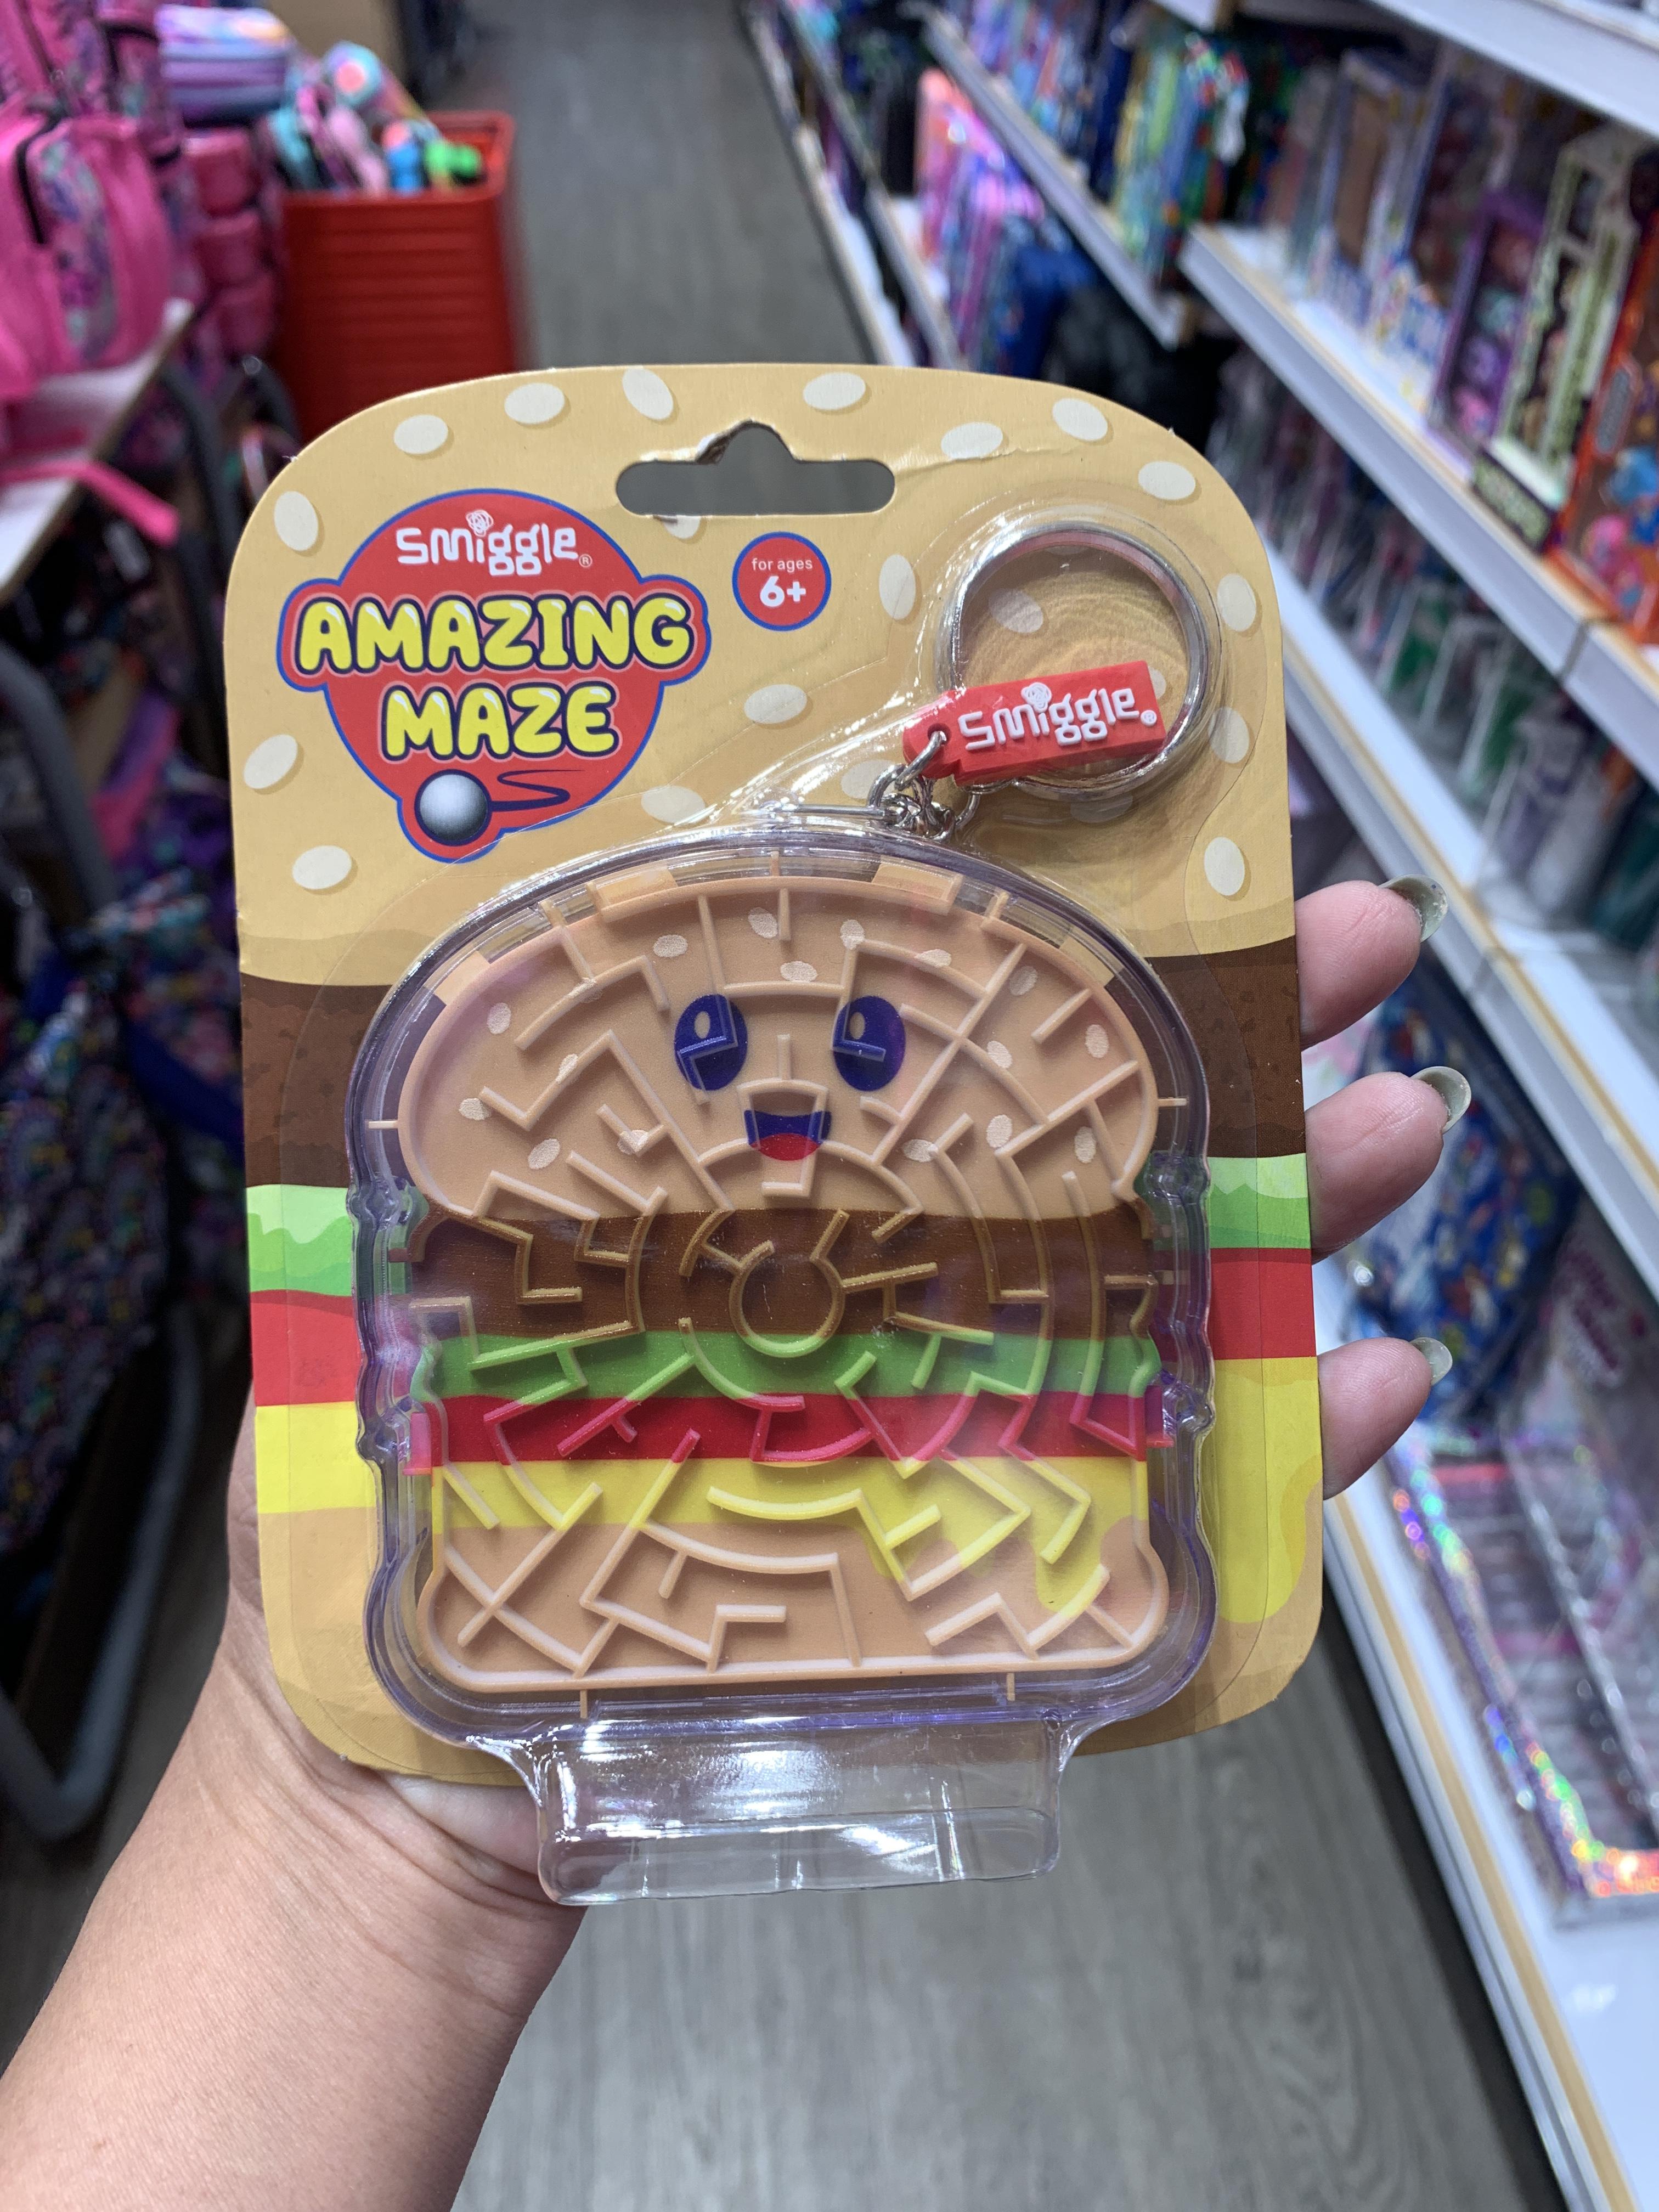 smiggle®
AMAZING
MAZE
for ages
6+
smiggle®